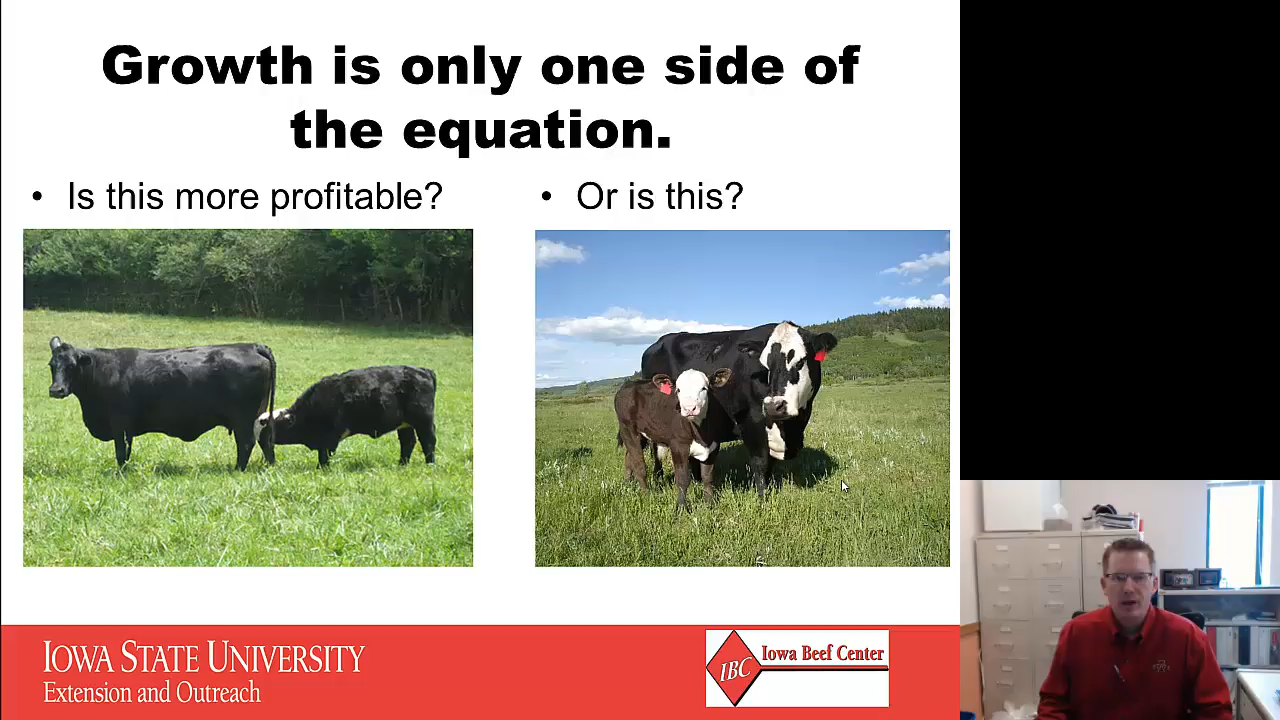 Growth is only one side of
the equation.
• Is this more profitable?
• Or is this?
IOWA STATE UNIVERSITY
Extension and Outreach
IBC
Iowa Beef Center